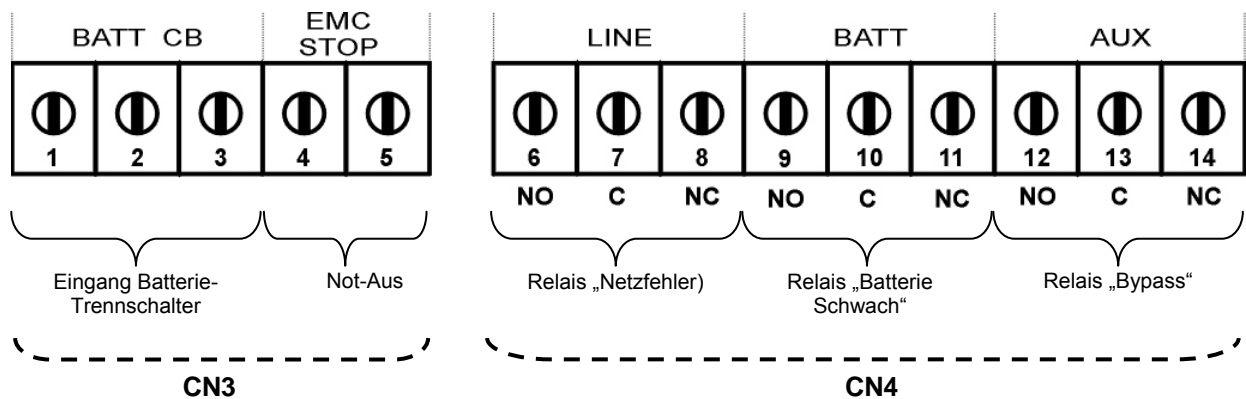 BATT CB
EMC
STOP
LINE
BATT
AUX
1 2 3 4 5 6 7 8 9 10 11 12 13 14
NO C NC NO C NC NO C NC
Eingang Batterie-
Trennschalter
Not-Aus
Relais „Netzfehler)
Relais „Batterie
Schwach“
Relais „Bypass“
CN3
CN4